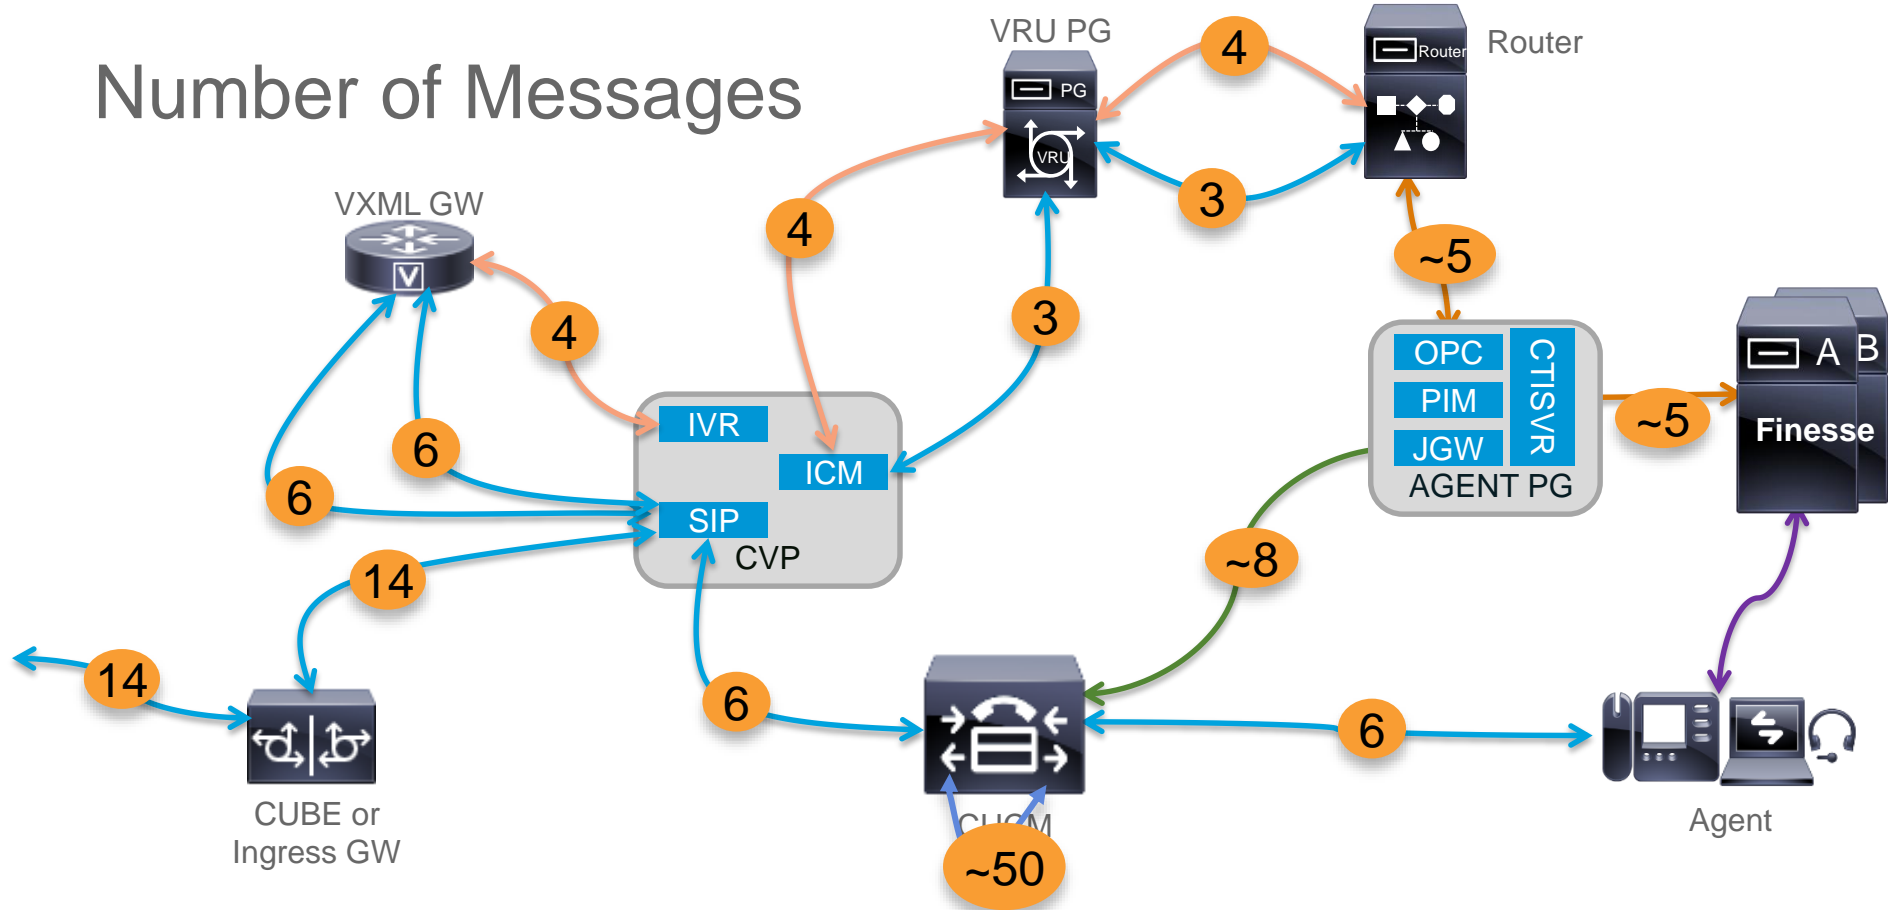 Number of Messages
VRU PG
PG
VRU
4
Router
Router
3
4
3
VXML GW
V
4
6
6
IVR
ICM
SIP
CVP
14
14
CUBE or
Ingress GW
6
CUCM
~50
~8
6
~5
OPC
PIM
JGW
CTISVR
AGENT PG
~5
A
B
Finesse
Agent